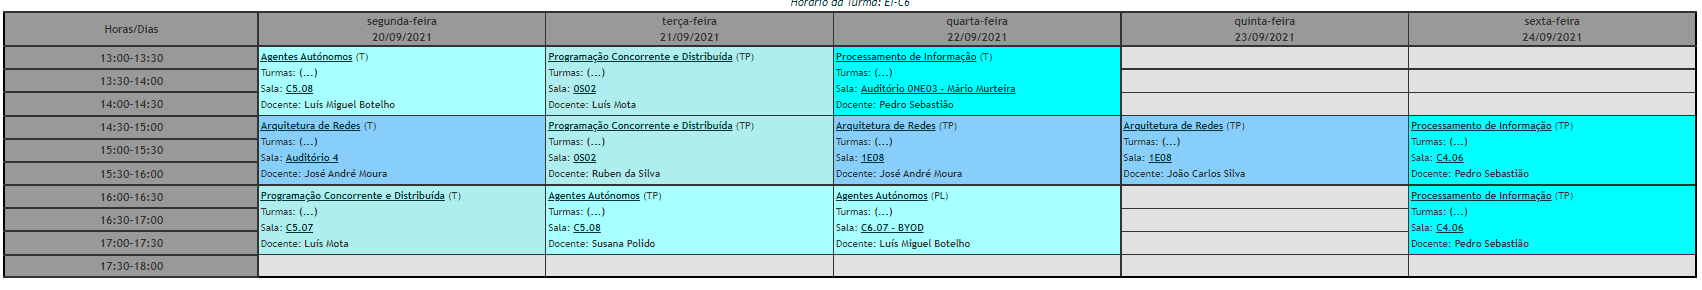 Horário da Turma: EI-C6
Horas/Dias
segunda-feira
20/09/2021
terça-feira
21/09/2021
quarta-feira
22/09/2021
quinta-feira
23/09/2021
sexta-feira
24/09/2021
13:00-13:30
13:30-14:00
14:00-14:30
Agentes Autónomos (T)
Turmas: (...)
Sala: C5.08
Docente: Luís Miguel Botelho
Programação Concorrente e Distribuída (TP)
Turmas: (...)
Sala: 0S02
Docente: Luís Mota
Processamento de Informação (T)
Turmas: (...)
Sala: Auditório ONE03 - Mário Murteira
Docente: Pedro Sebastião
14:30-15:00
15:00-15:30
15:30-16:00
Arquitetura de Redes (T)
Turmas: (...)
Sala: Auditório 4
Docente: José André Moura
Programação Concorrente e Distribuída (TP)
Turmas: (...)
Sala: 0S02
Docente: Ruben da Silva
Arquitetura de Redes (TP)
Turmas: (...)
Sala: 1E08
Docente: José André Moura
Arquitetura de Redes (TP)
Turmas: (...)
Sala: 1E08
Docente: João Carlos Silva
Processamento de Informação (TP)
Turmas: (...)
Sala: C4.06
Docente: Pedro Sebastião
16:00-16:30
16:30-17:00
17:00-17:30
Programação Concorrente e Distribuída (T)
Turmas: (...)
Sala: C5.07
Docente: Luís Mota
Agentes Autónomos (TP)
Turmas: (...)
Sala: C5.08
Docente: Susana Polido
Agentes Autónomos (PL)
Turmas: (...)
Sala: C6.07 - BYOD
Docente: Luís Miguel Botelho
Processamento de Informação (TP)
Turmas: (...)
Sala: C4.06
Docente: Pedro Sebastião
17:30-18:00